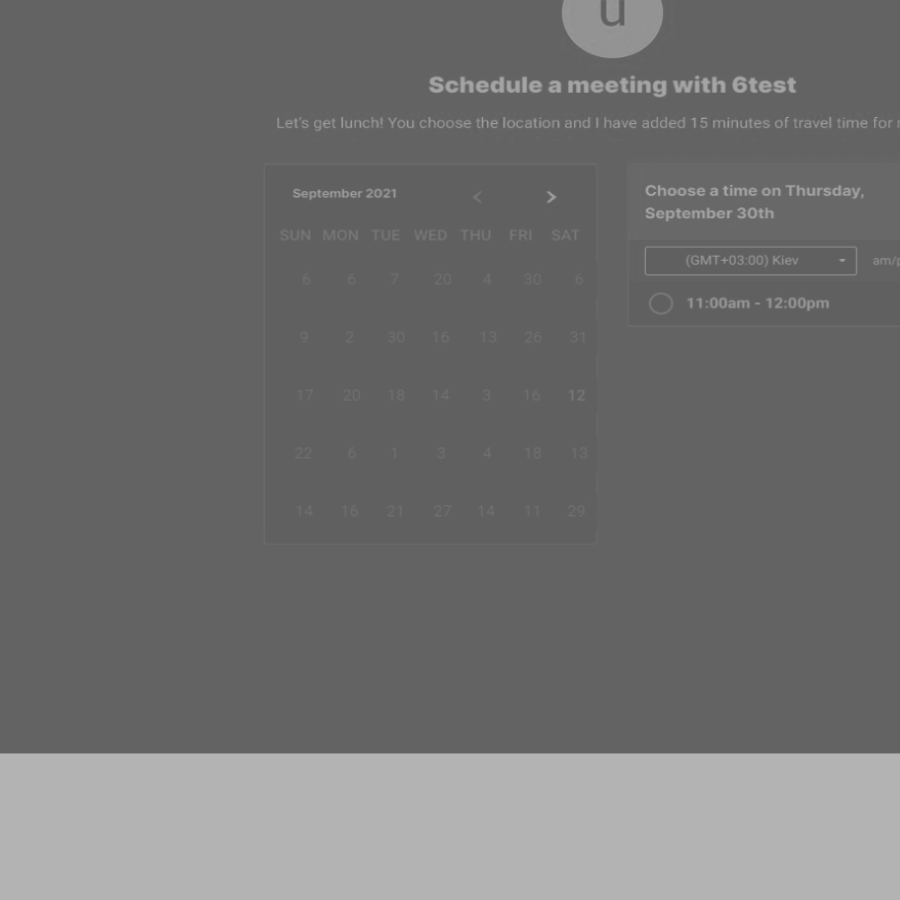 u
Schedule a meeting with 6test
Let's get lunch! You choose the location and I have added 15 minutes of travel time for
September 2021 < >
SUN MON TUE WED THU FRI SAT
6 6 7 20 4 30 6
9 2 30 16 13 26 31
17 20 18 14 3 16 12
22 6 1 3 4 18 13
14 16 21 27 14 11 29
Choose a time on Thursday,
September 30th
(GMT+03:00) Kiev am/p
11:00am - 12:00pm